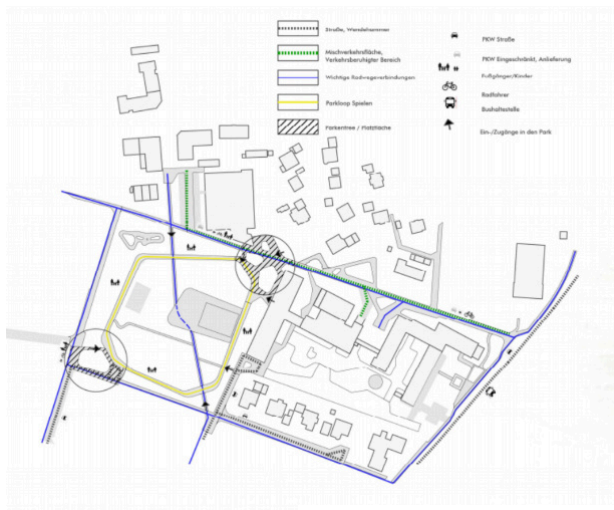 Straße, Wendehammer
Mischverkehrsfläche,
Verkehrsberuhigter Bereich
Wichtige Radwegeverbindungen
Parkloop Spielen
Parkentree / Platzfläche
PKW Straße
PKW Eingeschränkt, Anlieferung
Fußgänger/Kinder
Radfahrer
Bushaltestelle
Ein-/Zugänge in den Park